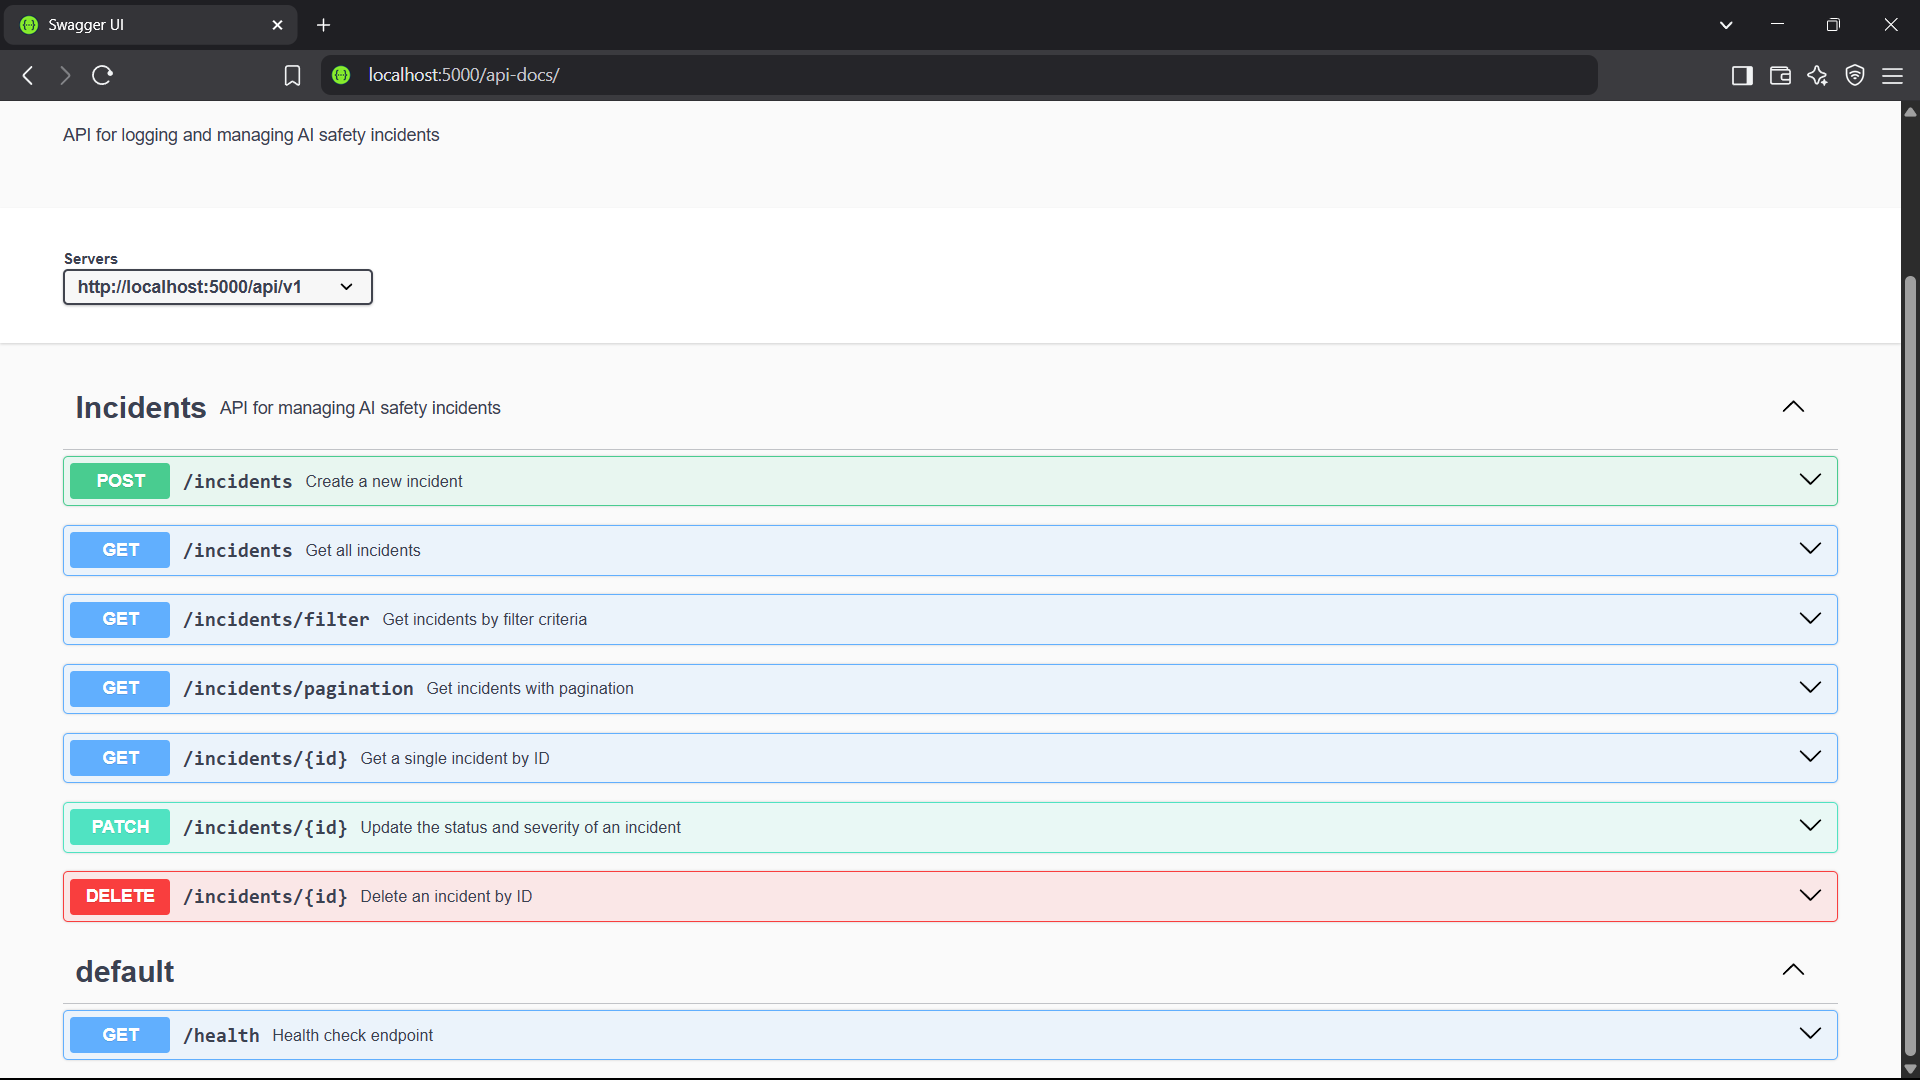 Swagger UI
localhost:5000/api-docs/
API for logging and managing AI safety incidents
Servers
http://localhost:5000/api/v1
Incidents API for managing AI safety incidents
POST /incidents Create a new incident
GET /incidents Get all incidents
GET /incidents/filter Get incidents by filter criteria
GET /incidents/pagination Get incidents with pagination
GET /incidents/{id} Get a single incident by ID
PATCH /incidents/{id} Update the status and severity of an incident
DELETE /incidents/{id} Delete an incident by ID
default
GET /health Health check endpoint